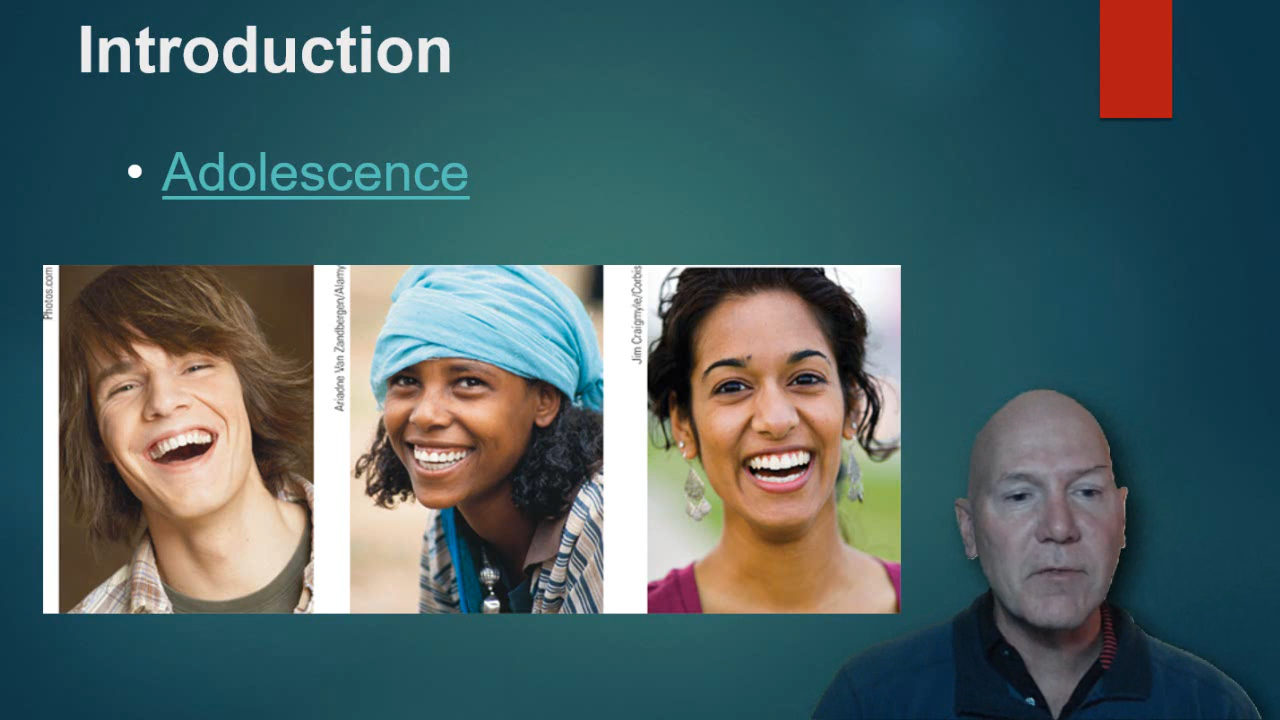 Introduction
• Adolescence
Photos.com
Ariadne Van Zandbergen/Alamy
Jim Craigmyle/Corbis